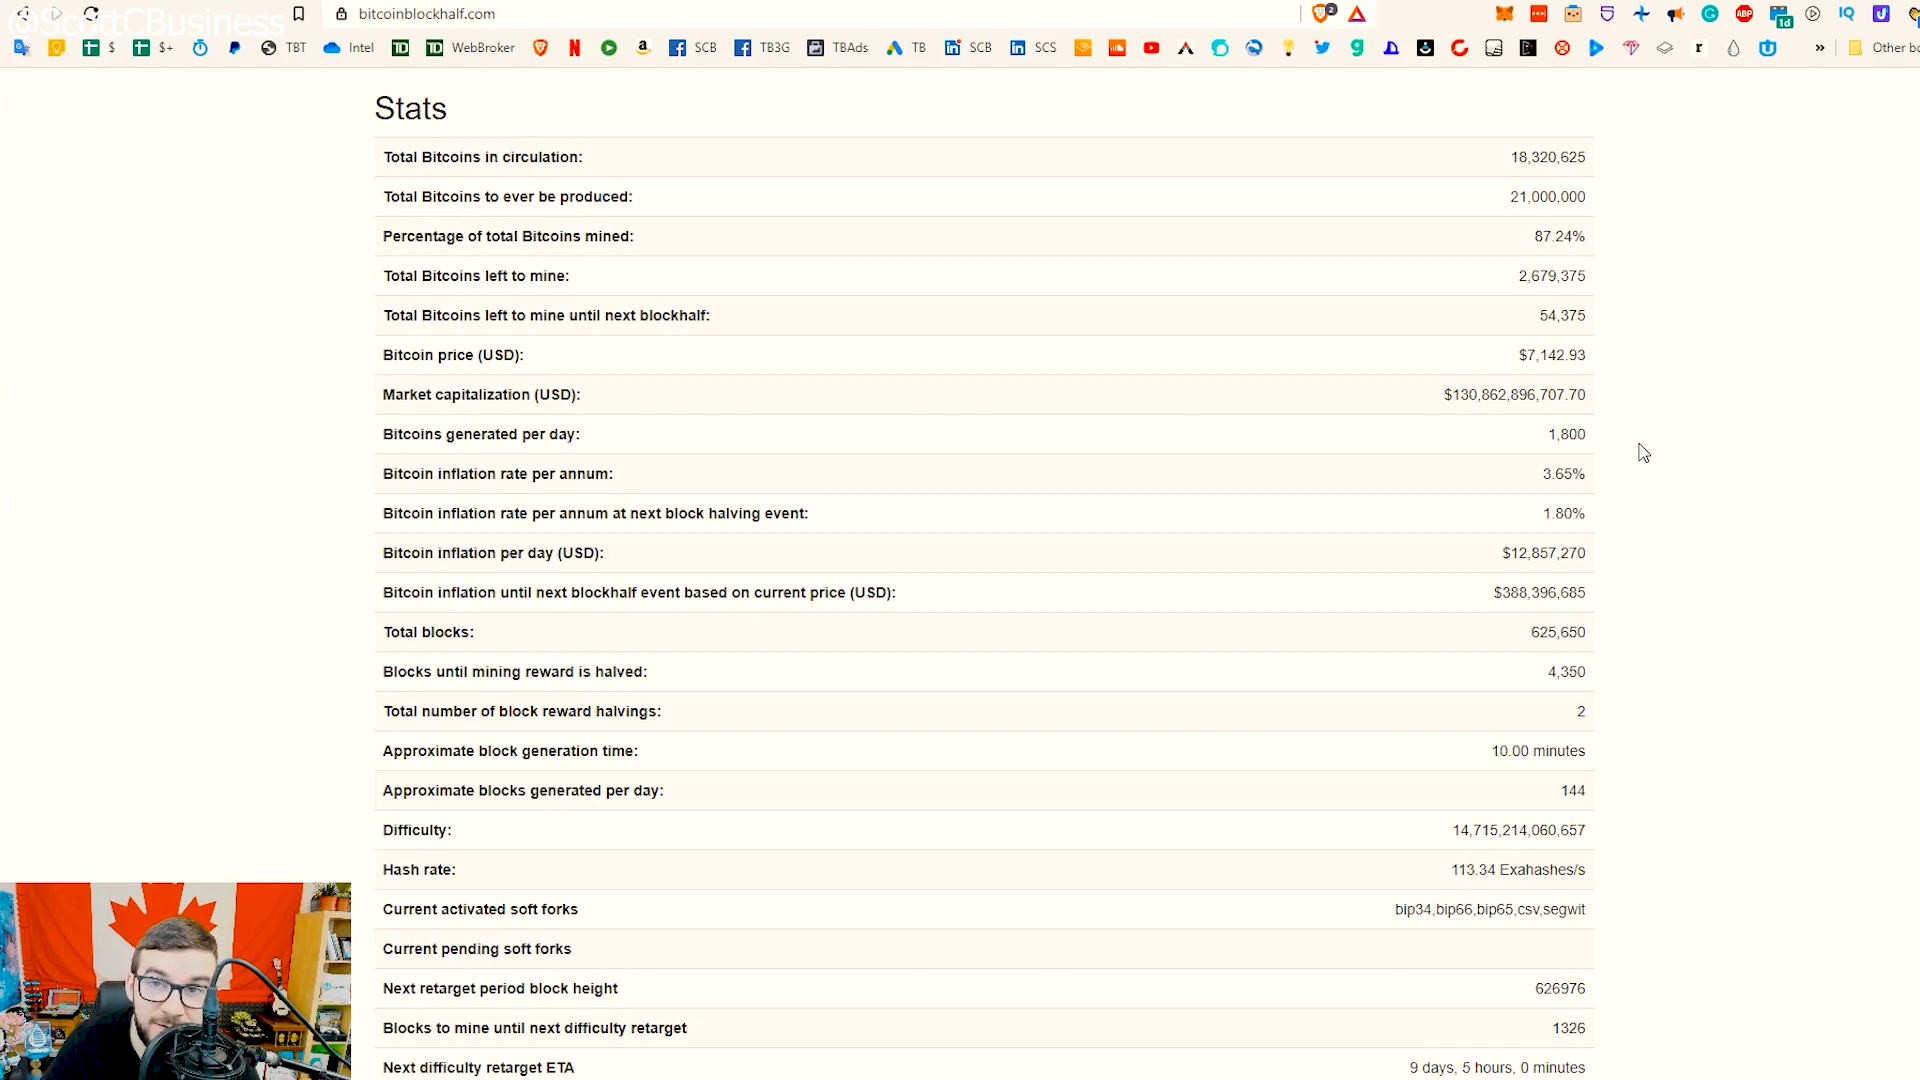 @ScottCBusiness
bitcoinblockhalf.com
2
ABP
1d
IQ
$
$+
TBT
Intel
WebBroker
SCB
TB3G
TBAds
TB
SCB
SCS
»
Other bo
Stats
Total Bitcoins in circulation: 18,320,625
Total Bitcoins to ever be produced: 21,000,000
Percentage of total Bitcoins mined: 87.24%
Total Bitcoins left to mine: 2,679,375
Total Bitcoins left to mine until next blockhalf: 54,375
Bitcoin price (USD): $7,142.93
Market capitalization (USD): $130,862,896,707.70
Bitcoins generated per day: 1,800
Bitcoin inflation rate per annum: 3.65%
Bitcoin inflation rate per annum at next block halving event: 1.80%
Bitcoin inflation per day (USD): $12,857,270
Bitcoin inflation until next blockhalf event based on current price (USD): $388,396,685
Total blocks: 625,650
Blocks until mining reward is halved: 4,350
Total number of block reward halvings: 2
Approximate block generation time: 10.00 minutes
Approximate blocks generated per day: 144
Difficulty: 14,715,214,060,657
Hash rate: 113.34 Exahashes/s
Current activated soft forks bip34,bip66,bip65,csv,segwit
Current pending soft forks
Next retarget period block height 626976
Blocks to mine until next difficulty retarget 1326
Next difficulty retarget ETA 9 days, 5 hours, 0 minutes